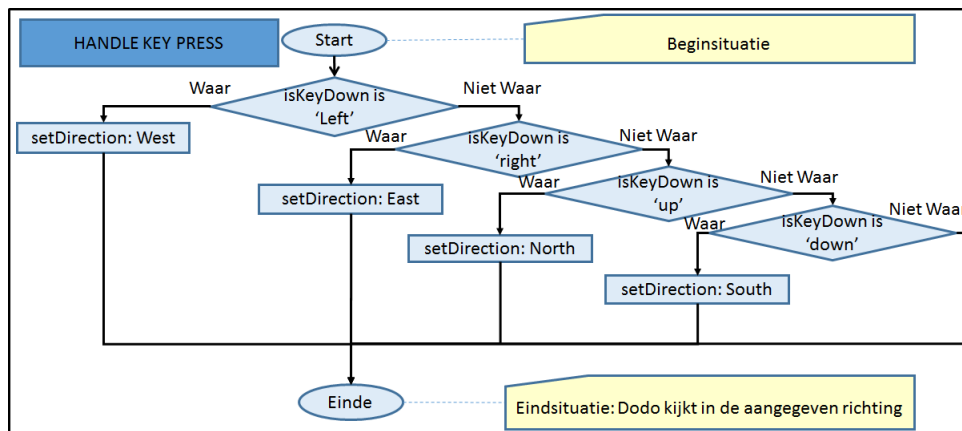 HANDLE KEY PRESS
Start
Beginsituatie
Waar
isKeyDown is
‘Left’
Niet Waar
setDirection: West
Waar
isKeyDown is
‘right’
Niet Waar
setDirection: East
Waar
isKeyDown is
‘up’
Niet Waar
setDirection: North
Waar
isKeyDown is
‘down’
Niet Waar
setDirection: South
Einde
Eindsituatie: Dodo kijkt in de aangegeven richting